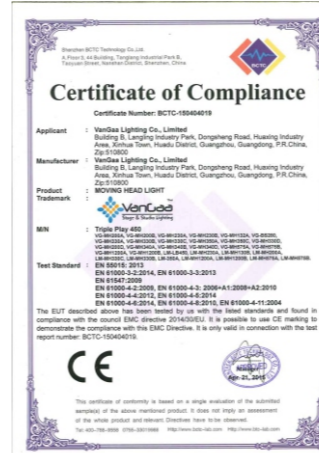 Shenzhen BCTC Technology Co.,Ltd.
BCTC
Certificate of Compliance
Certificate Number: BCTC-150404019
Applicant : VanGaa Lighting Co., Limited
Building B, Langling Industry Park, Dongsheng Road, Huaxing Industry
Area, Xinhua Town, Huadu District, Guangzhou, Guangdong, P.R.China,
Zip:510800
Manufacturer : VanGaa Lighting Co., Limited
Building B, Langling Industry Park, Dongsheng Road, Huaxing Industry
Area, Xinhua Town, Huadu District, Guangzhou, Guangdong, P.R.China,
Zip:510800
Product : MOVING HEAD LIGHT
Trademark :
VanGaa
Stage & Studio Lighting
M/N : Triple Play 450
Test Standard : EN 55015: 2013
EN 61000-3-2:2014, EN 61000-3-3:2013
EN 61547:2009
EN 61000-4-2:2009, EN 61000-4-3: 2006+A1:2008+A2:2010
EN 61000-4-4:2012, EN 61000-4-5:2014
EN 61000-4-6:2014, EN 61000-4-8:2010, EN 61000-4-11:2004
The EUT described above has been tested by us with the listed standards and found in
compliance with the council EMC directive 2014/30/EU. It is possible to use CE marking to
demonstrate the compliance with this EMC Directive. It is only valid in connection with the test
report number: BCTC-150404019.
CE
Manager
Apr. 21, 2015
This certificate of conformity is based on a single evaluation of the submitted
sample(s) of the above mentioned product. It does not imply an assessment
of the whole product and relevant Directives have to be observed.